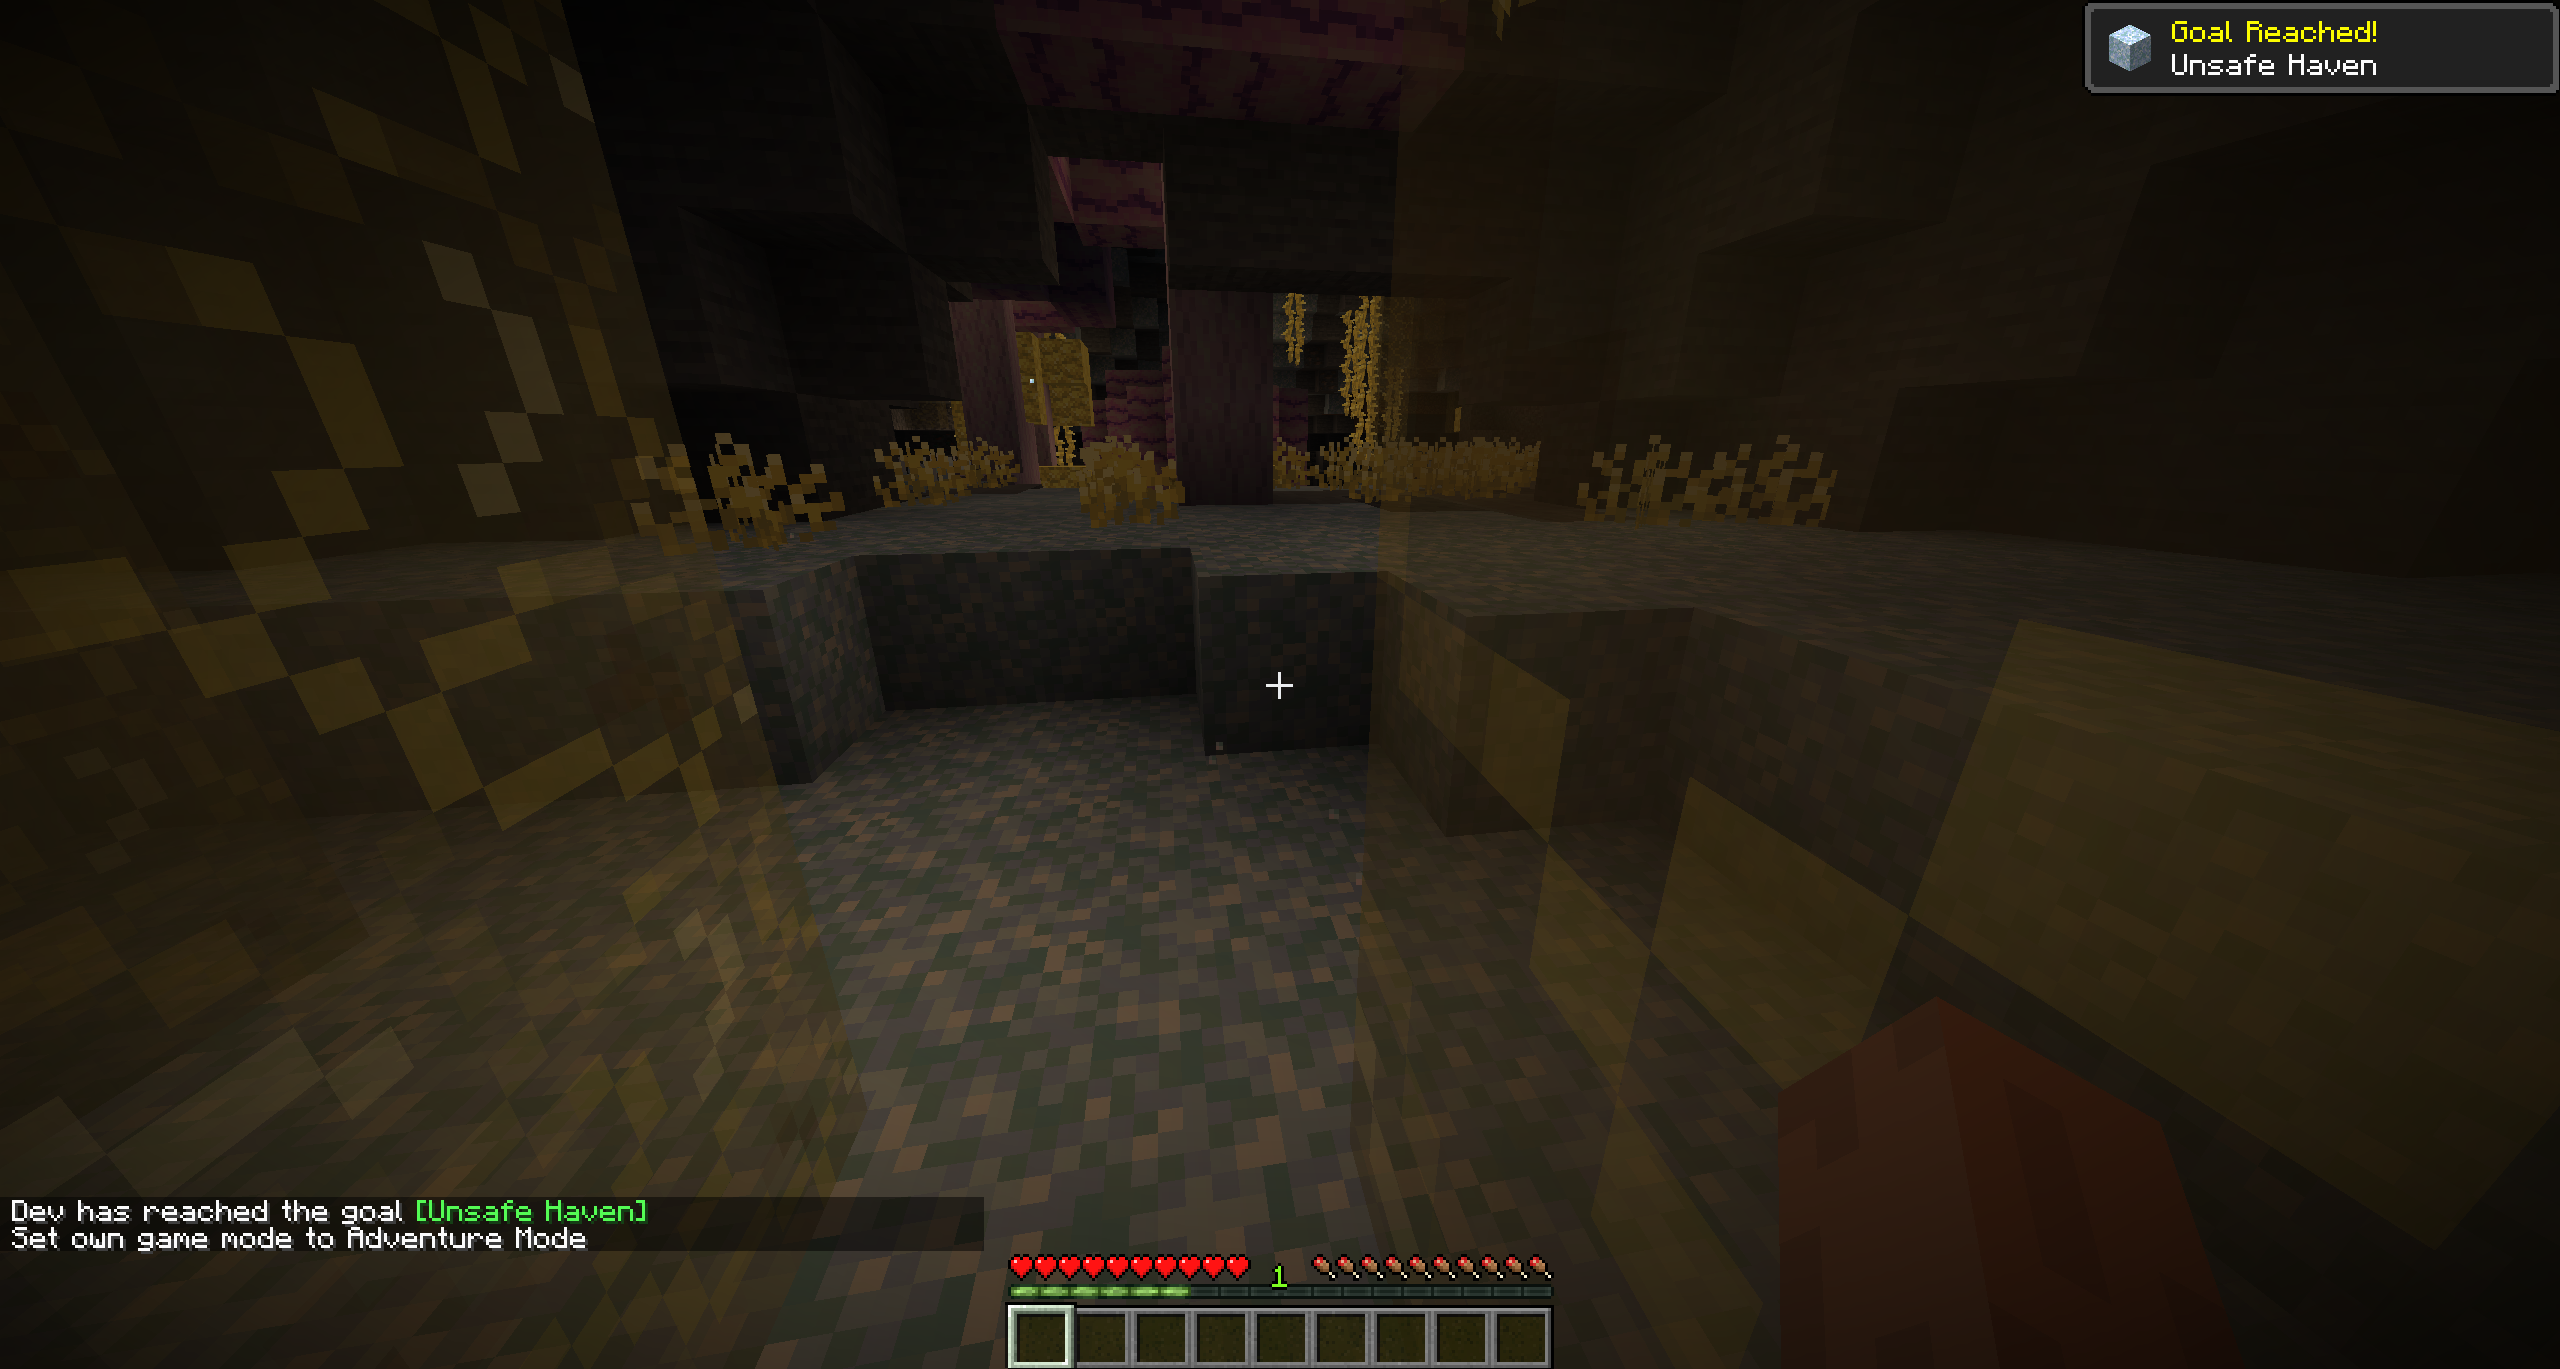 Goal Reached!
Unsafe Haven
Dev has reached the goal [Unsafe Haven]
Set own game mode to Adventure Mode
1